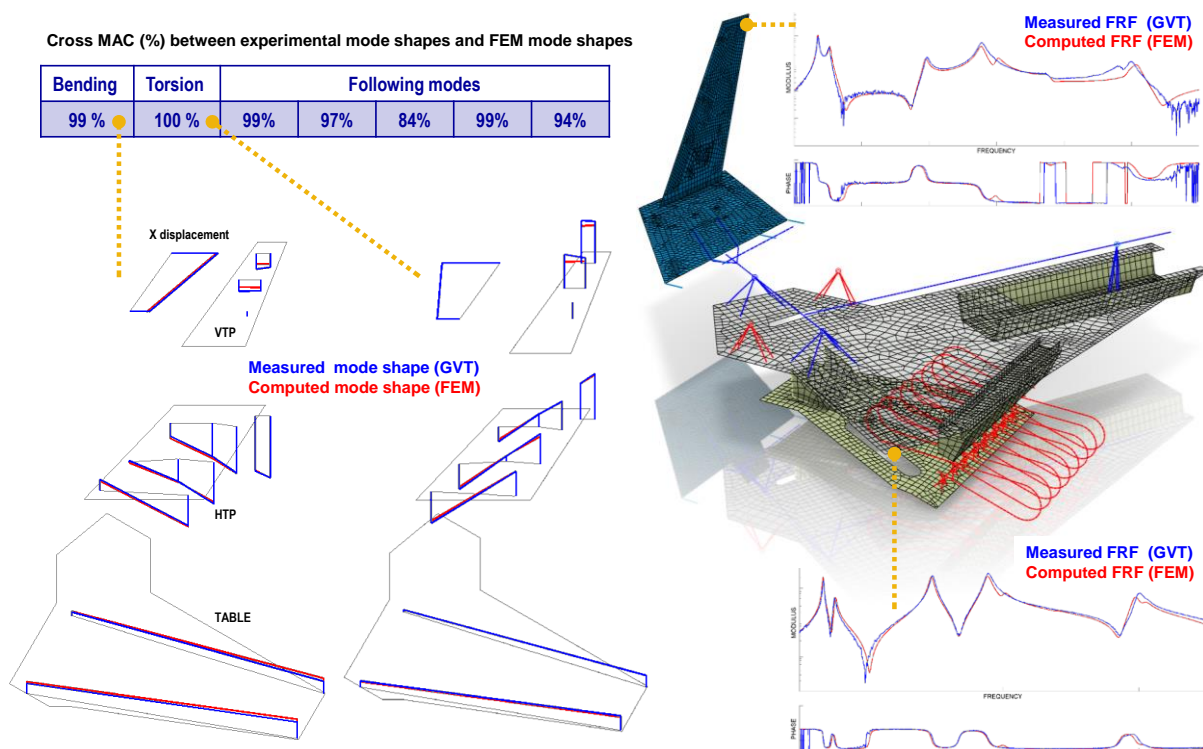 Cross MAC (%) between experimental mode shapes and FEM mode shapes
Bending Torsion Following modes
99 % 100 % 99% 97% 84% 99% 94%
X displacement
VTP
Measured mode shape (GVT)
Computed mode shape (FEM)
HTP
TABLE
Measured FRF (GVT)
Computed FRF (FEM)
MODULUS
FREQUENCY
PHASE
Measured FRF (GVT)
Computed FRF (FEM)
MODULUS
FREQUENCY
PHASE